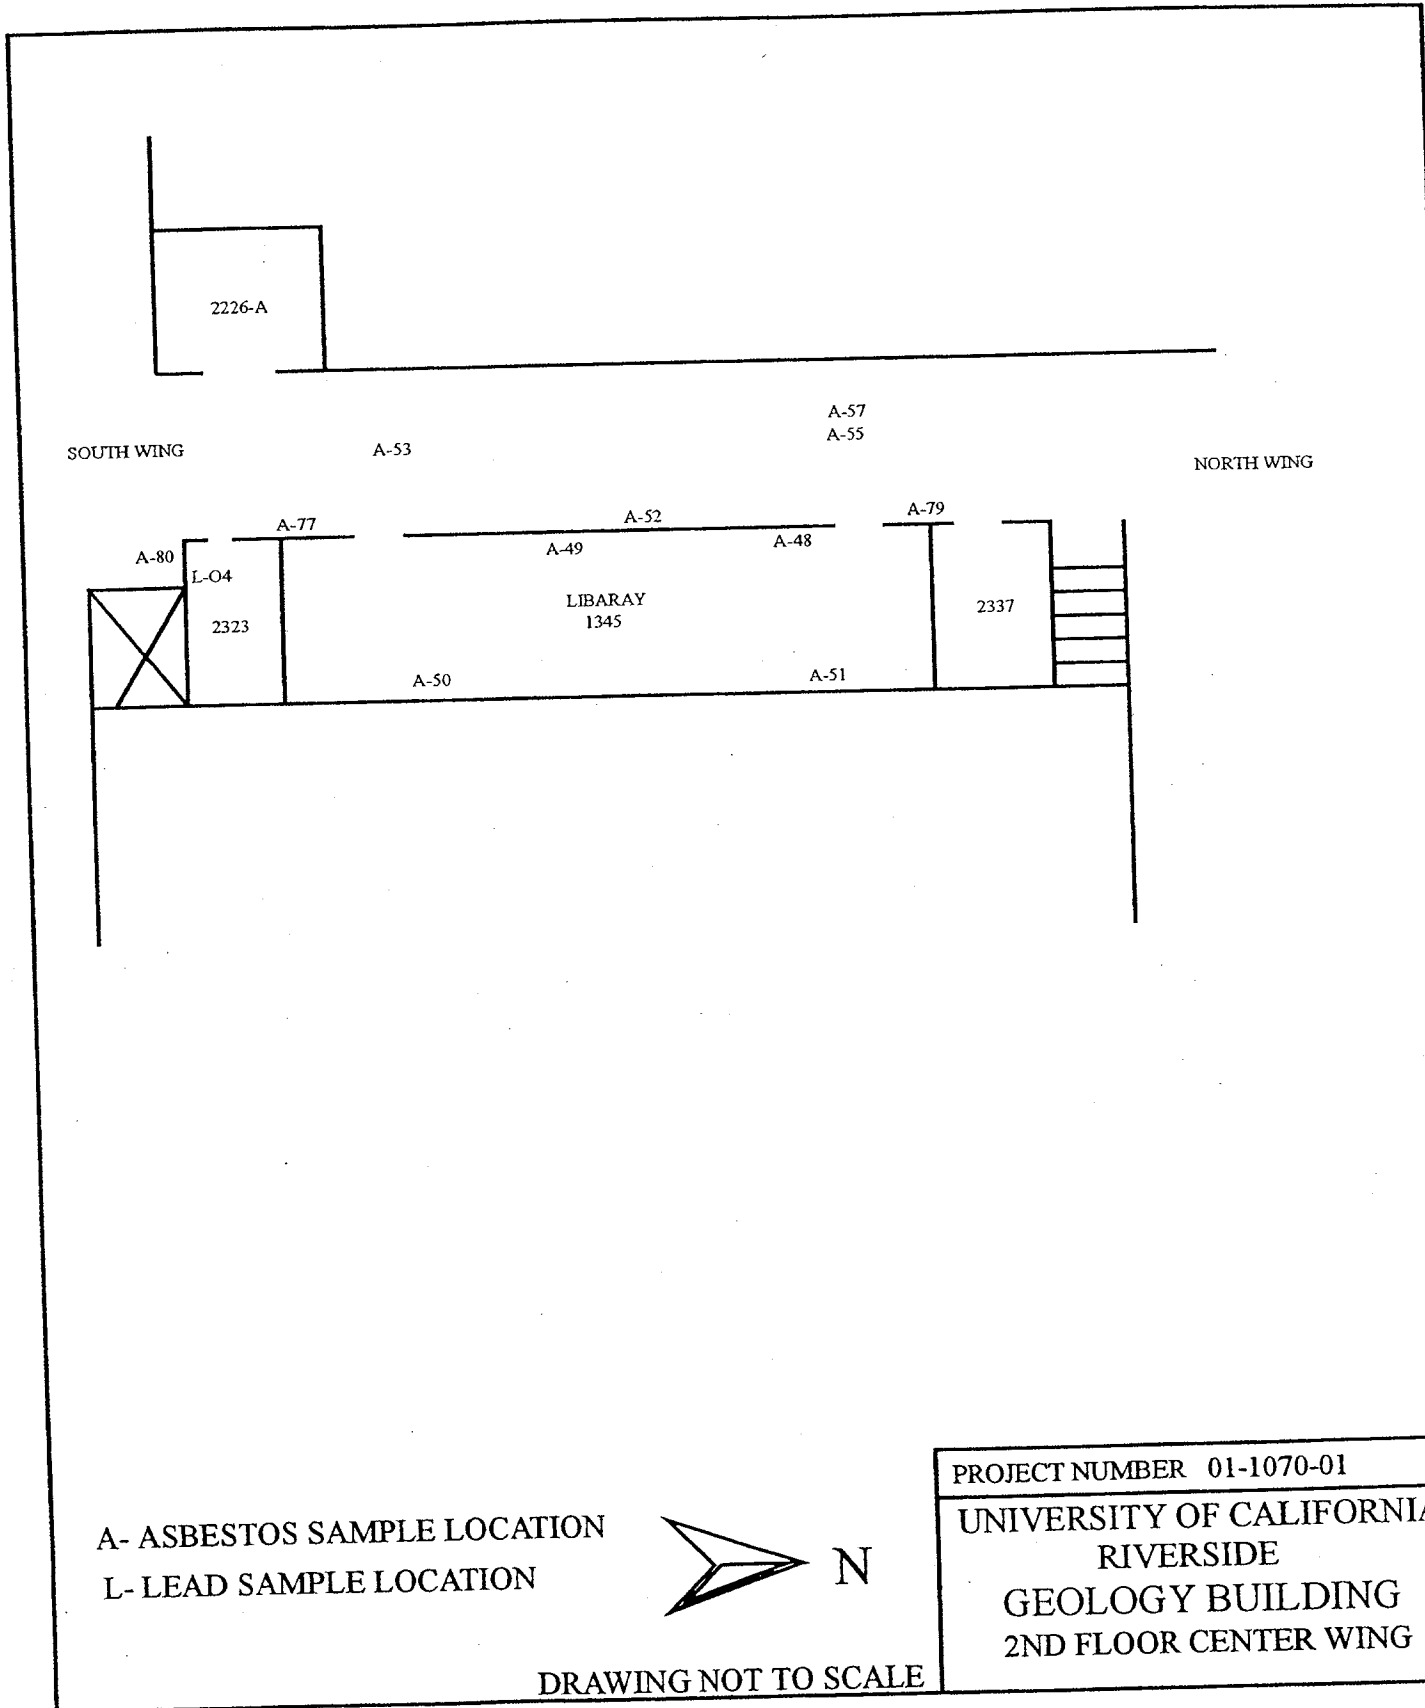 2226-A
A-57
A-55
SOUTH WING
A-53
NORTH WING
A-77
A-52
A-79
A-80
A-49
A-48
L-O4
LIBARAY
1345
2323
2337
A-50
A-51
A- ASBESTOS SAMPLE LOCATION
L- LEAD SAMPLE LOCATION
N
DRAWING NOT TO SCALE
PROJECT NUMBER 01-1070-01
UNIVERSITY OF CALIFORNIA
RIVERSIDE
GEOLOGY BUILDING
2ND FLOOR CENTER WING